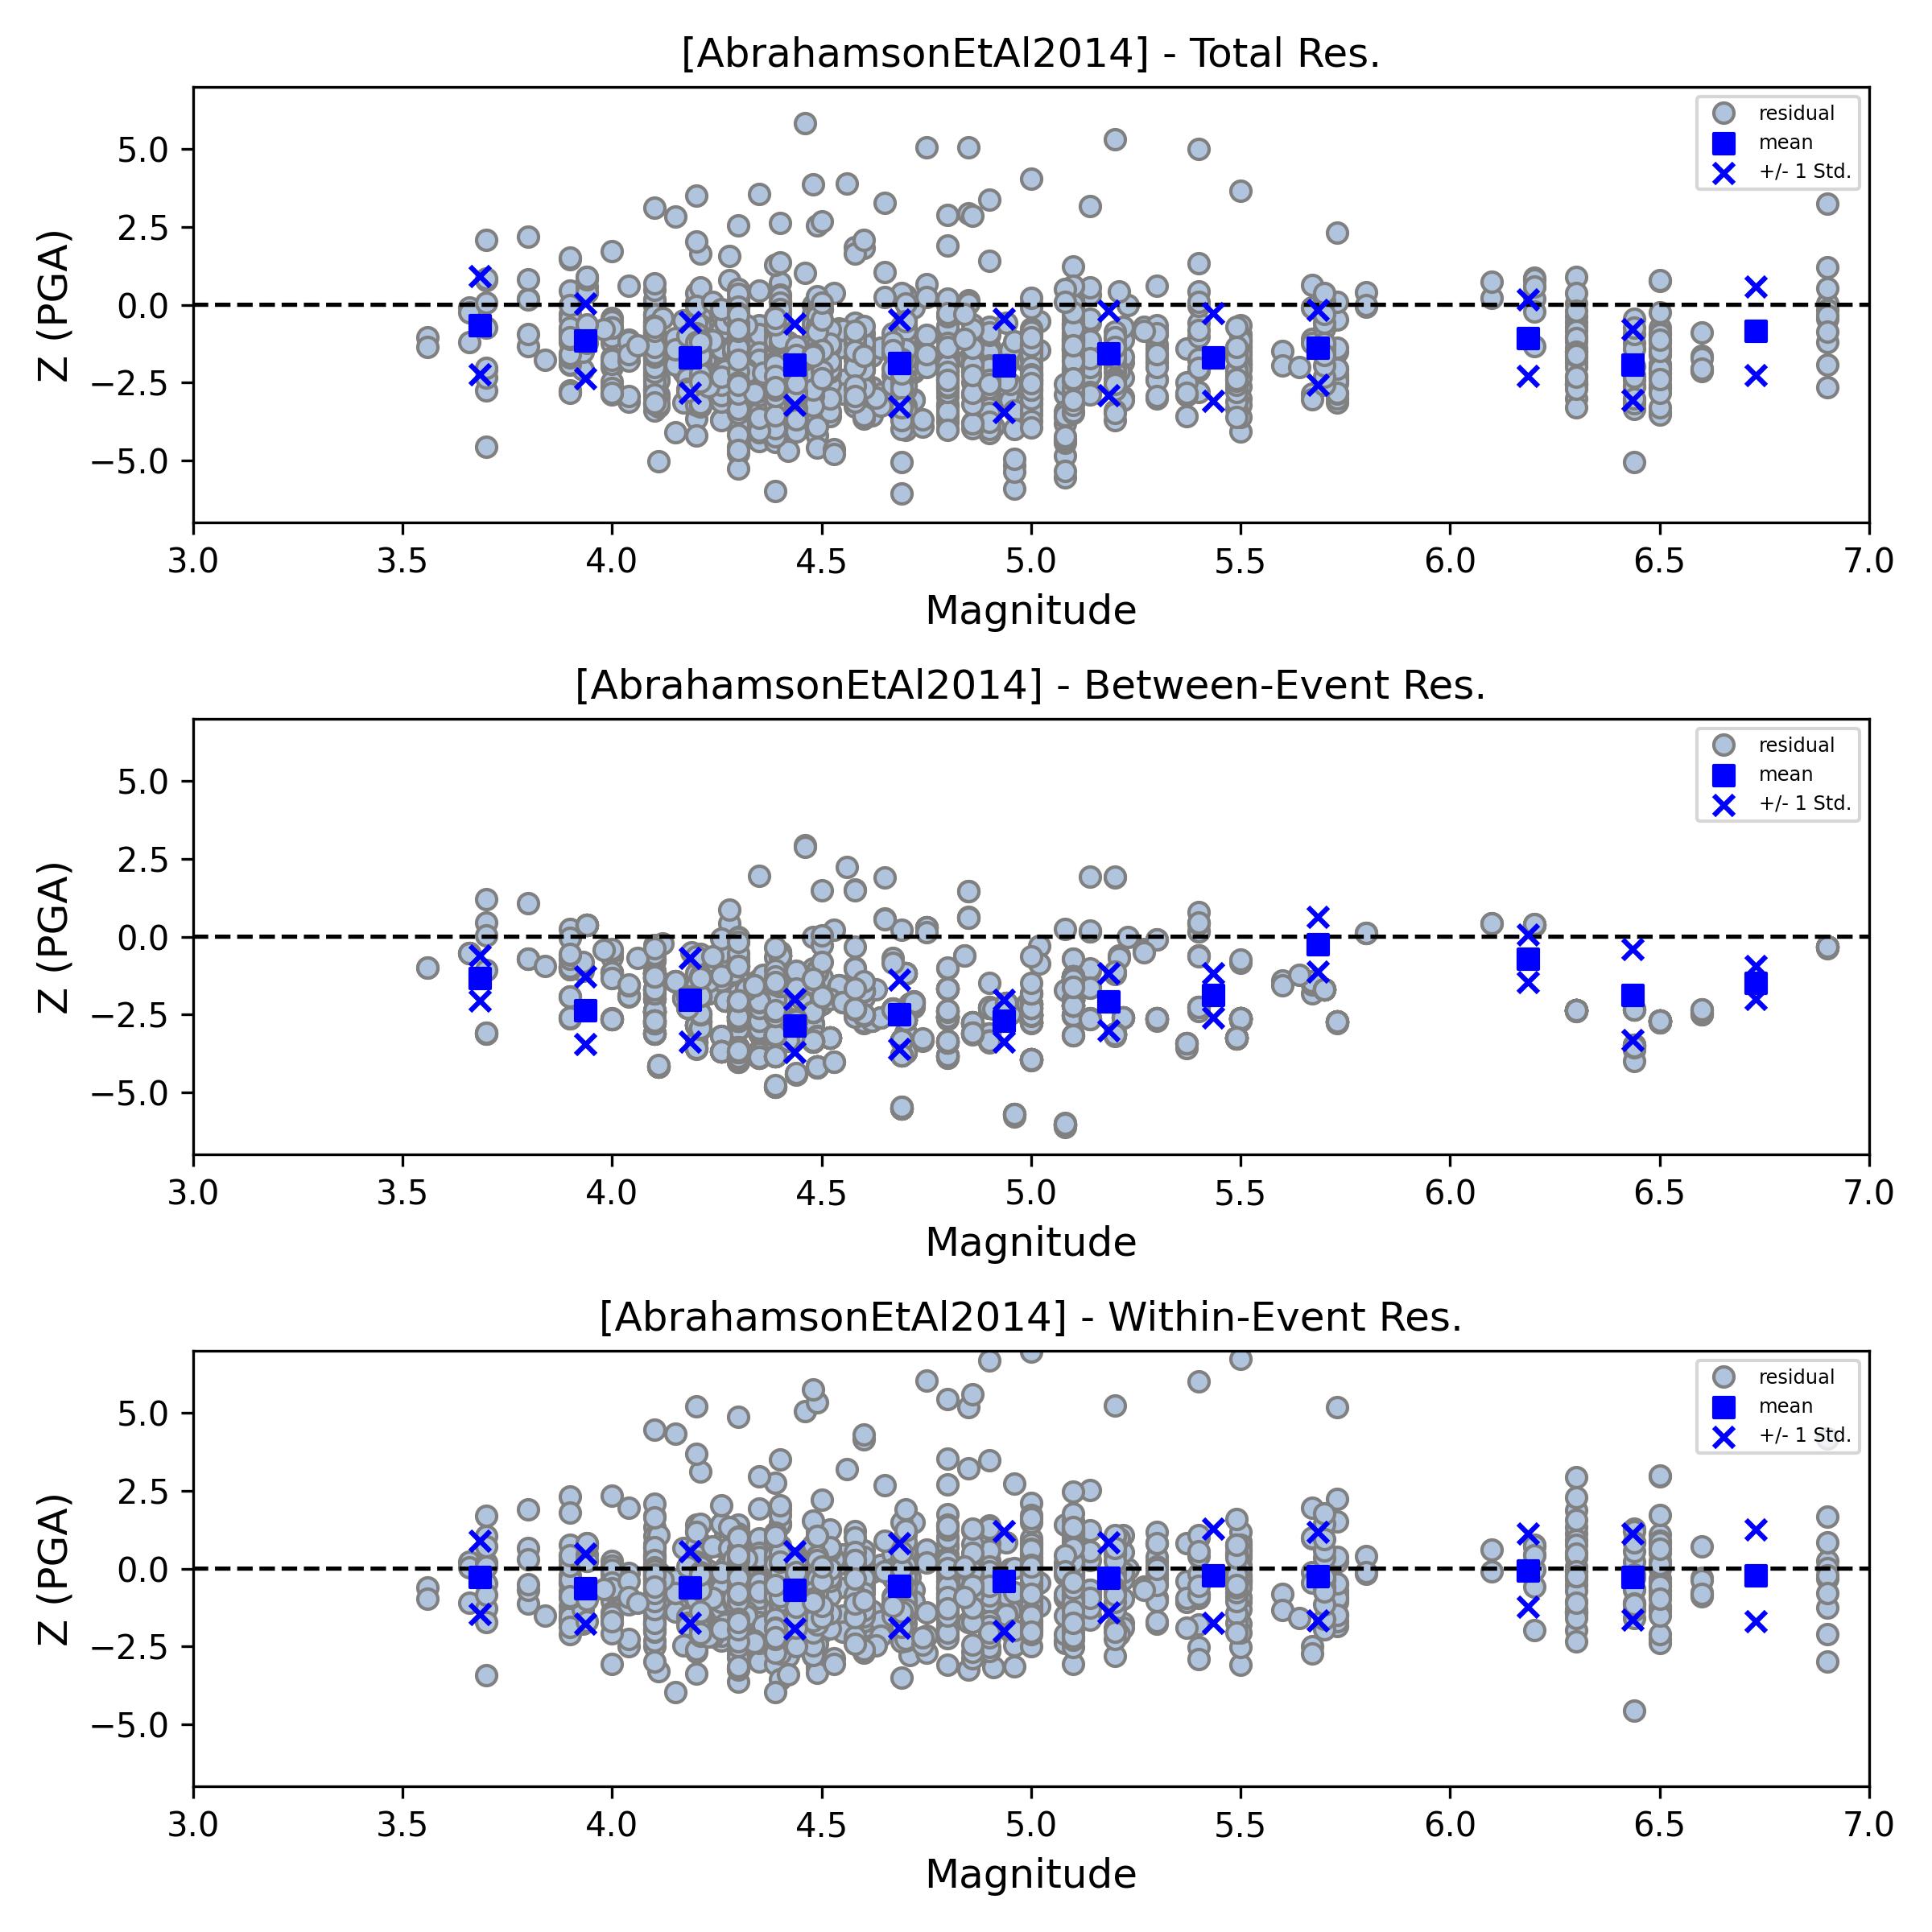 [AbrahamsonEtAl2014] - Total Res.
residual
mean
+/- 1 Std.
Z (PGA)
5.0
2.5
0.0
−2.5
−5.0
3.0 3.5 4.0 4.5 5.0 5.5 6.0 6.5 7.0
Magnitude
[AbrahamsonEtAl2014] - Between-Event Res.
residual
mean
+/- 1 Std.
Z (PGA)
5.0
2.5
0.0
−2.5
−5.0
3.0 3.5 4.0 4.5 5.0 5.5 6.0 6.5 7.0
Magnitude
[AbrahamsonEtAl2014] - Within-Event Res.
residual
mean
+/- 1 Std.
Z (PGA)
5.0
2.5
0.0
−2.5
−5.0
3.0 3.5 4.0 4.5 5.0 5.5 6.0 6.5 7.0
Magnitude